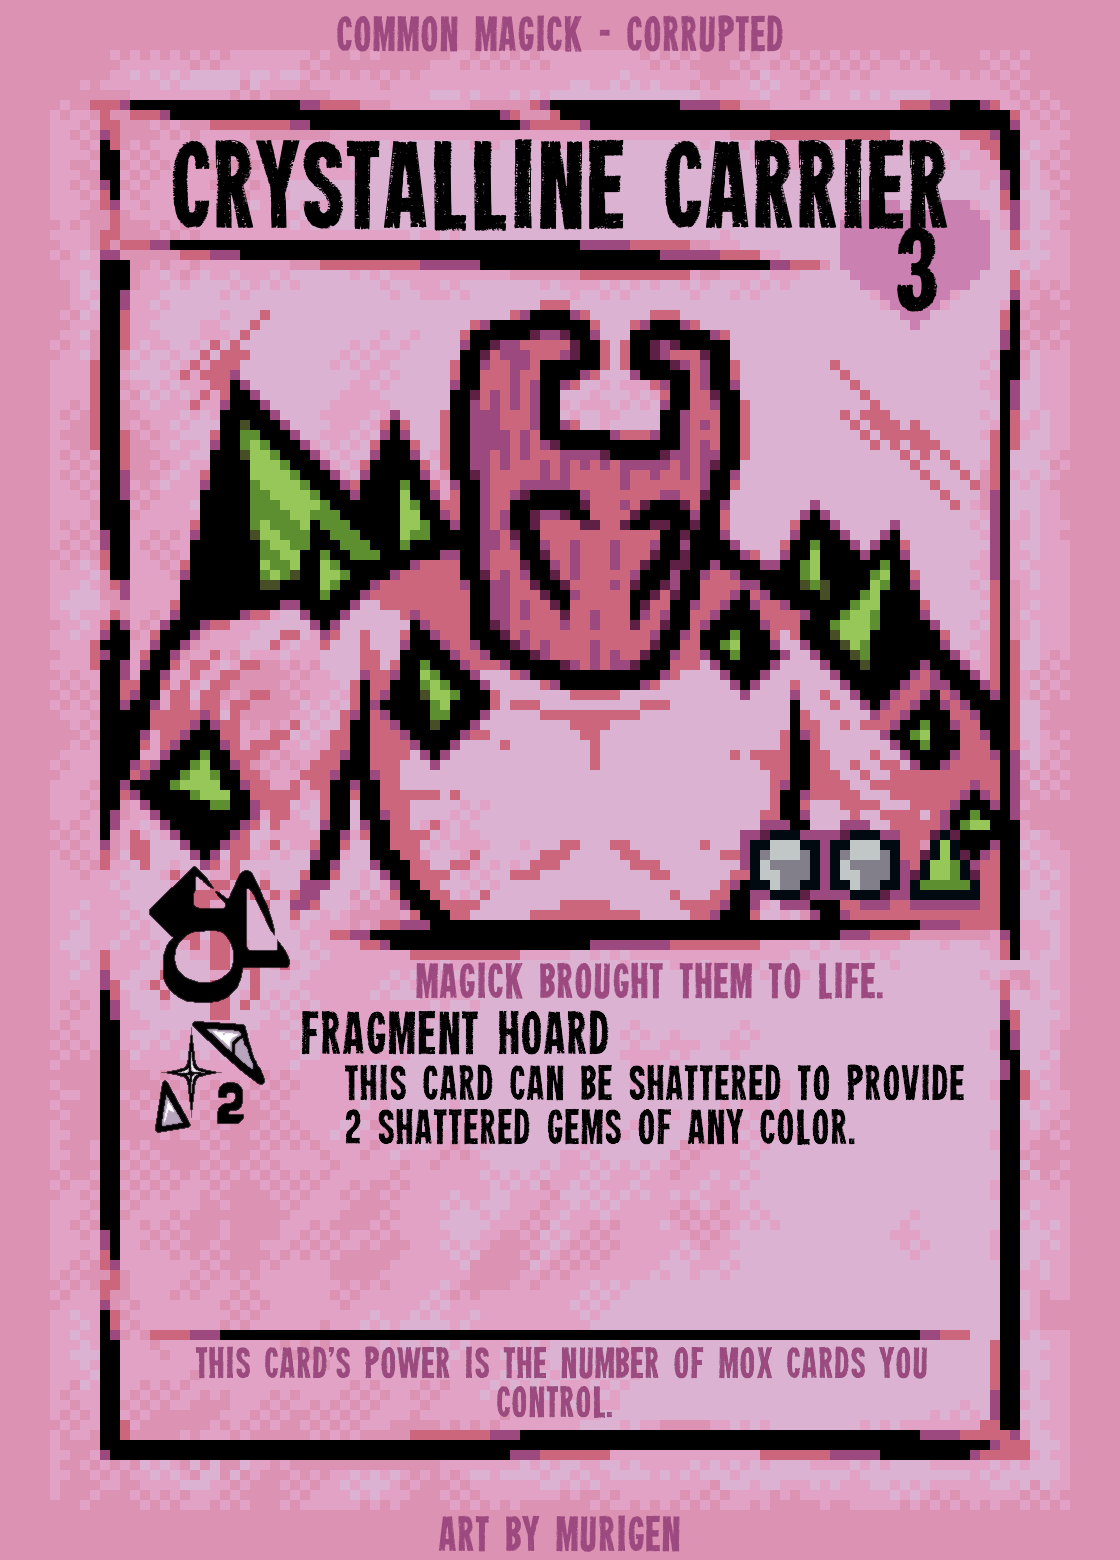 COMMON MAGICK - CORRUPTED
CRYSTALLINE CARRIER
3
MAGICK BROUGHT THEM TO LIFE.
FRAGMENT HOARD
THIS CARD CAN BE SHATTERED TO PROVIDE
2 SHATTERED GEMS OF ANY COLOR.
2
THIS CARD'S POWER IS THE NUMBER OF MOX CARDS YOU
CONTROL.
ART BY MURIGEN